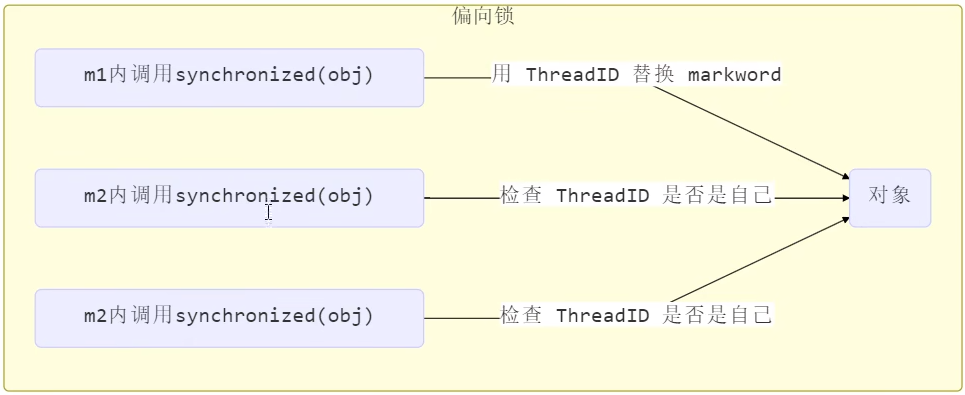 偏向锁
m1内调用synchronized(obj)
用 ThreadID 替换 markword
m2内调用synchronized(obj)
检查 ThreadID 是否是自己
对象
m2内调用synchronized(obj)
检查 ThreadID 是否是自己